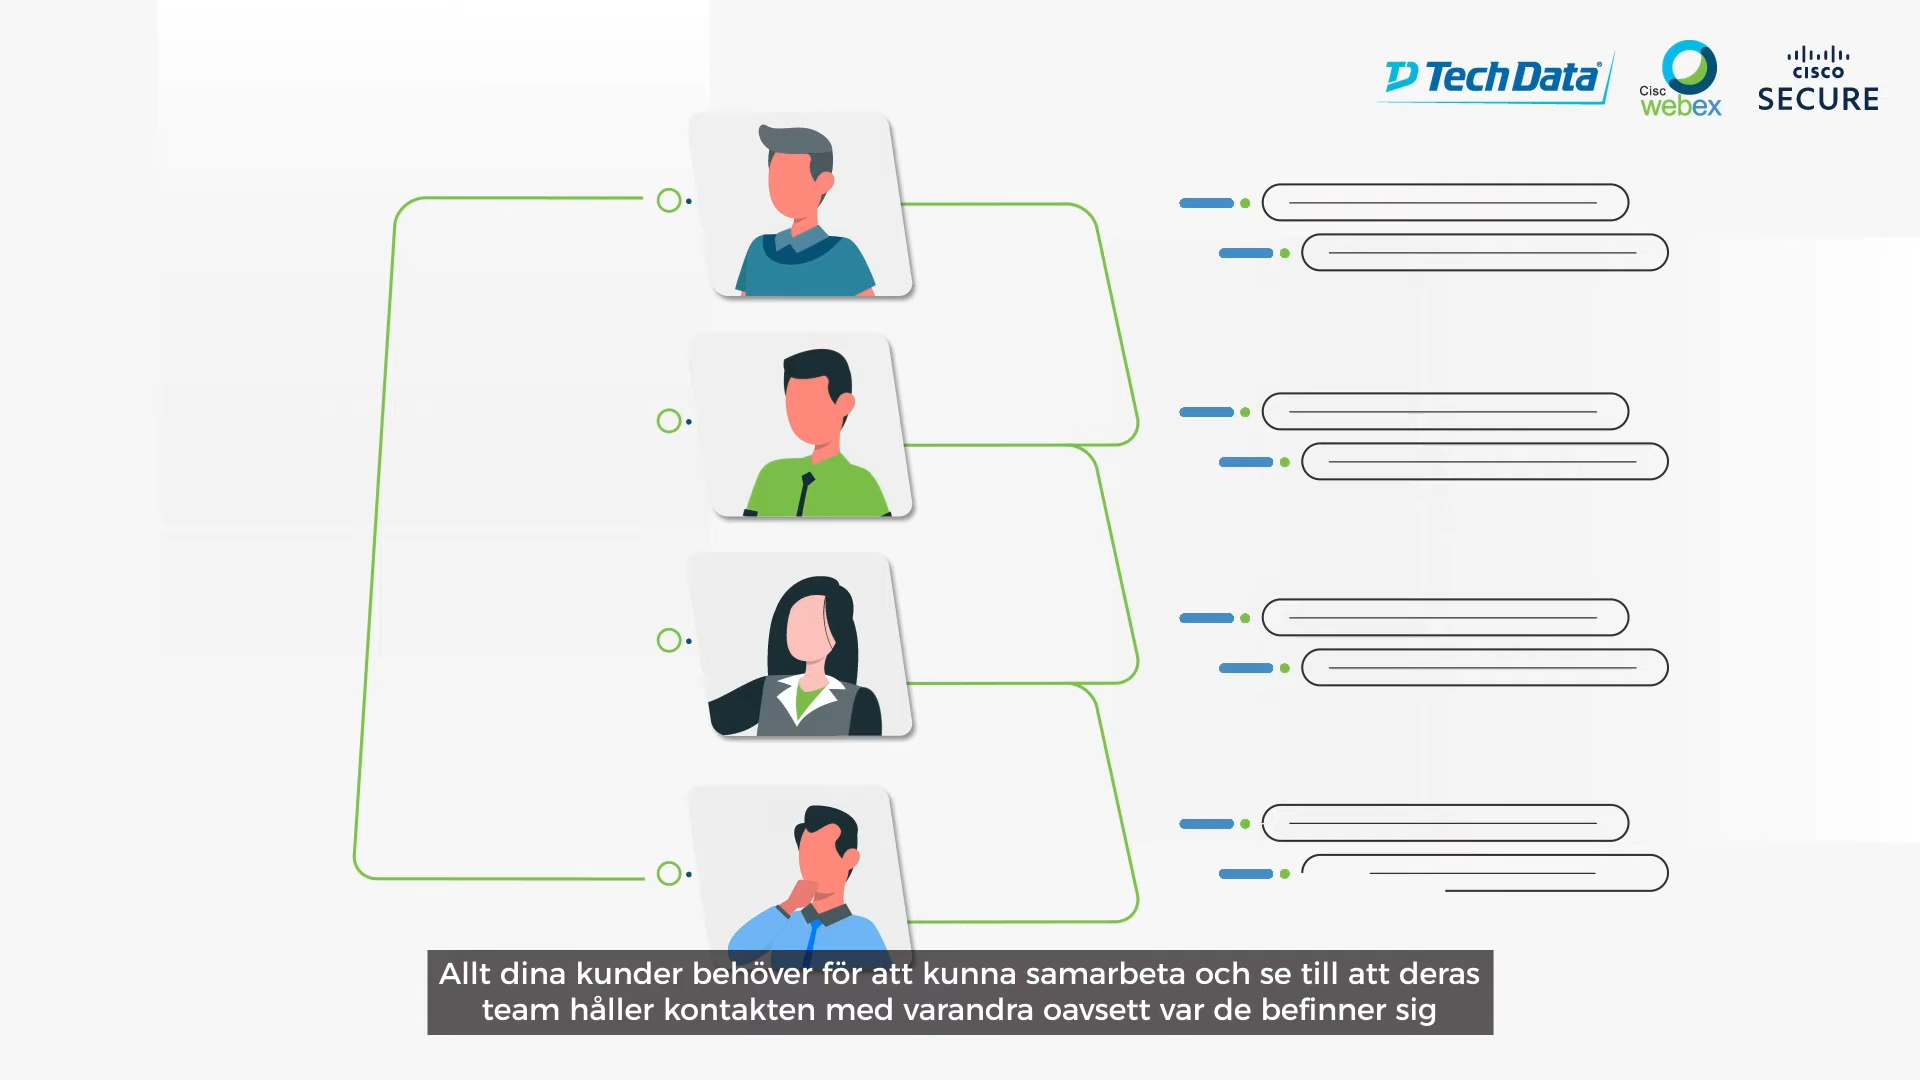 TechData
Cisc
webex
CISCO
SECURE
Allt dina kunder behöver för att kunna samarbeta och se till att deras
team håller kontakten med varandra oavsett var de befinner sig